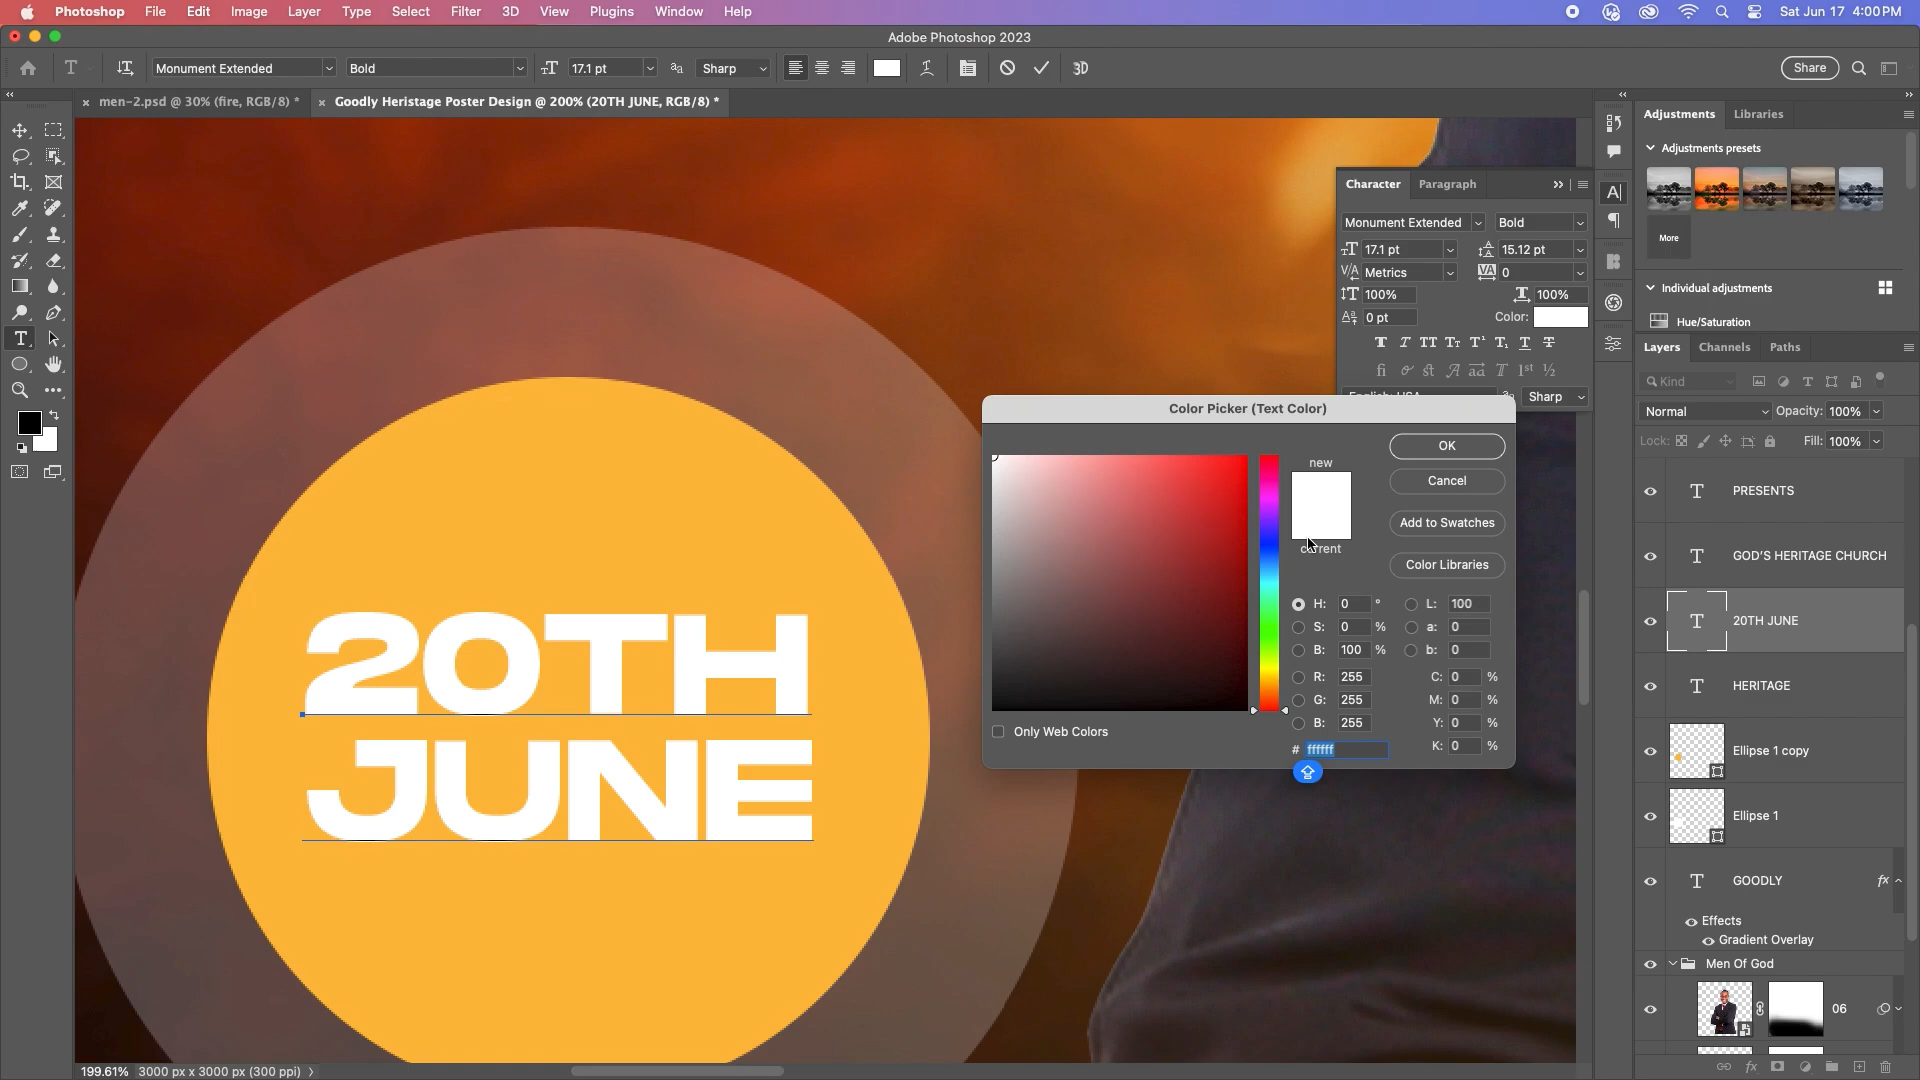 Photoshop File Edit Image Layer Type Select Filter 3D View Plugins Window Help Sat Jun 17 4:00 PM
Adobe Photoshop 2023
Monument Extended Bold 17.1 pt Sharp 3D Share
men-2.psd @ 30% (fire, RGB/8) * Goodly Heristage Poster Design @ 200% (20TH JUNE, RGB/8) *
Adjustments Libraries
Adjustments presets
More
Individual adjustments
Hue/Saturation
Character Paragraph
Monument Extended Bold
17.1 pt 15.12 pt
Metrics 0
100% 100%
0 pt Color:
Sharp
Color Picker (Text Color)
new
current
OK
Cancel
Add to Swatches
Color Libraries
H: 0 ° L: 100
S: 0 % a: 0
B: 100 % b: 0
R: 255 C: 0 %
G: 255 M: 0 %
B: 255 Y: 0 %
# ffffff K: 0 %
Only Web Colors
20TH
JUNE
Layers Channels Paths
Kind
Normal Opacity: 100%
Lock: Fill: 100%
PRESENTS
GOD'S HERITAGE CHURCH
20TH JUNE
HERITAGE
Ellipse 1 copy
Ellipse 1
GOODLY fx
Effects
Gradient Overlay
Men Of God
06
199.61% 3000 px x 3000 px (300 ppi)